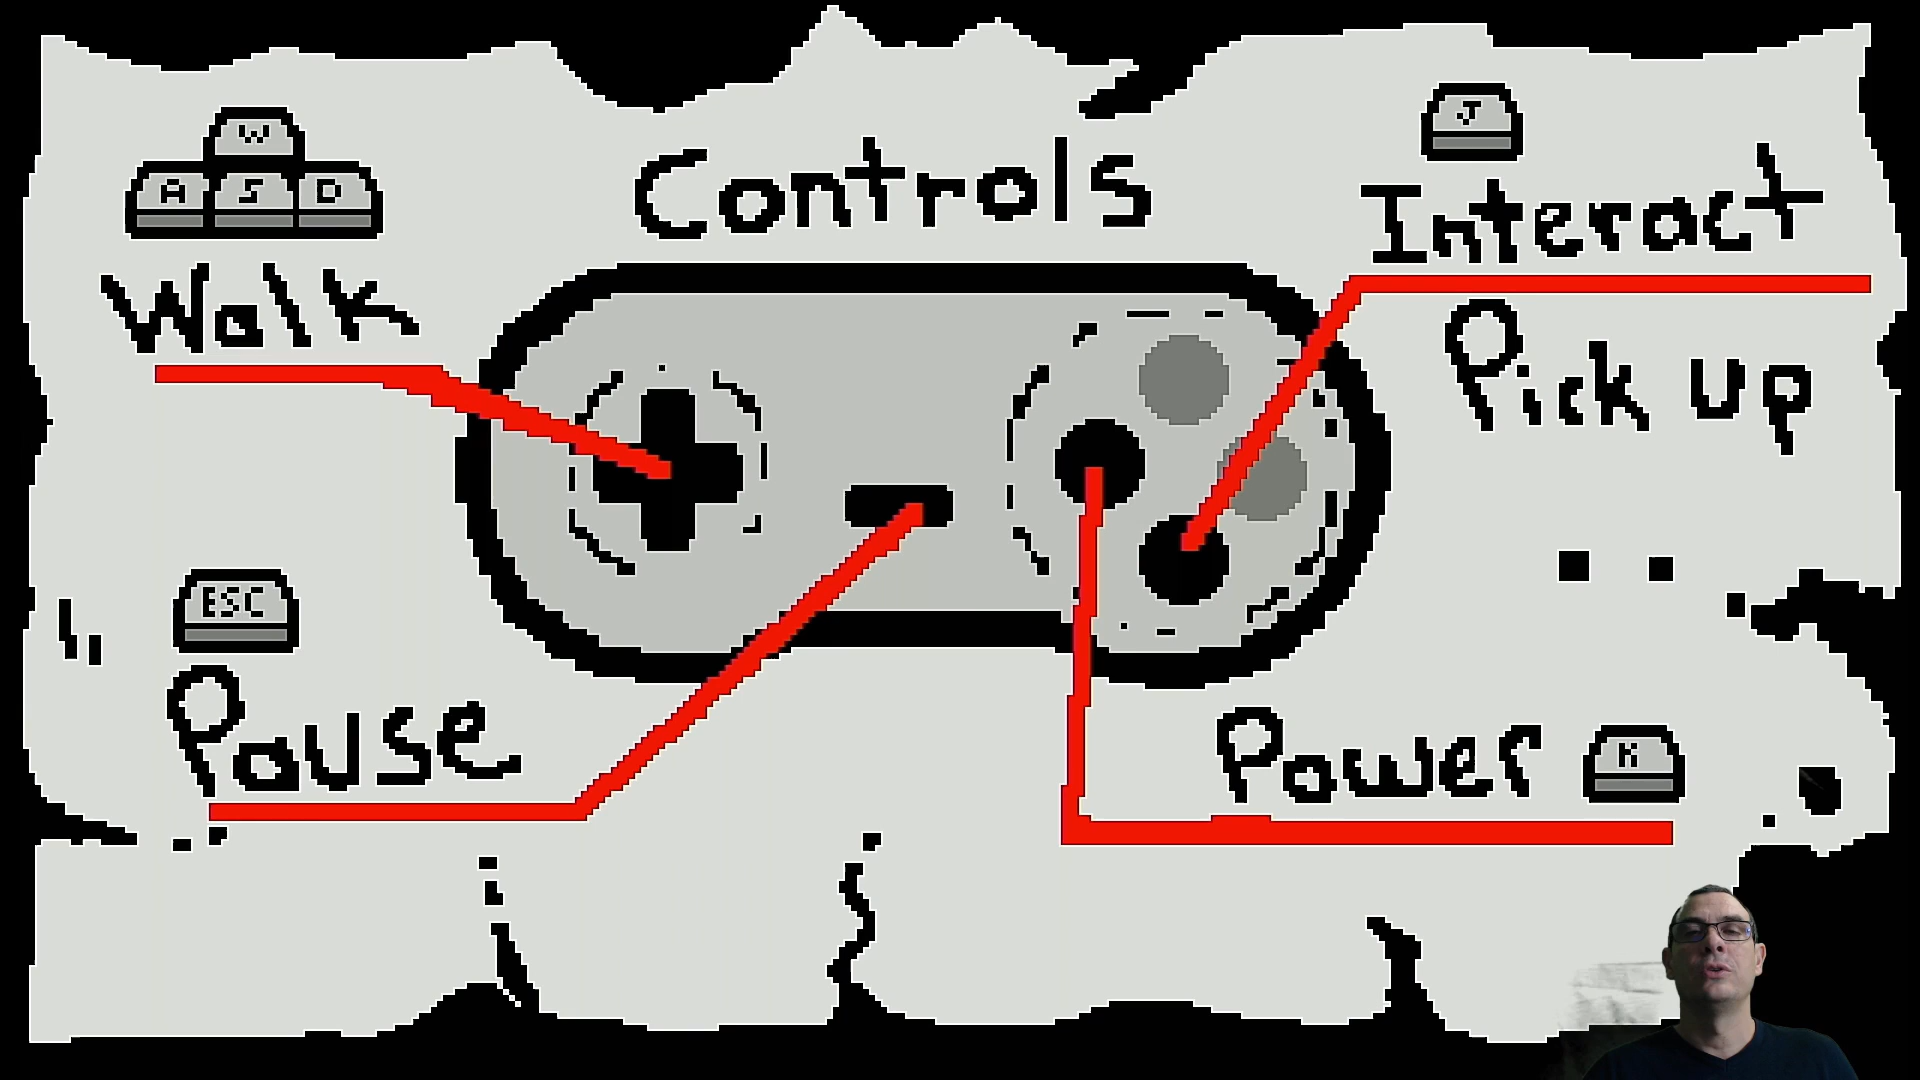 Controls
W
A S D
Walk
J
Interact
Pick up
ESC
Pause
Power K